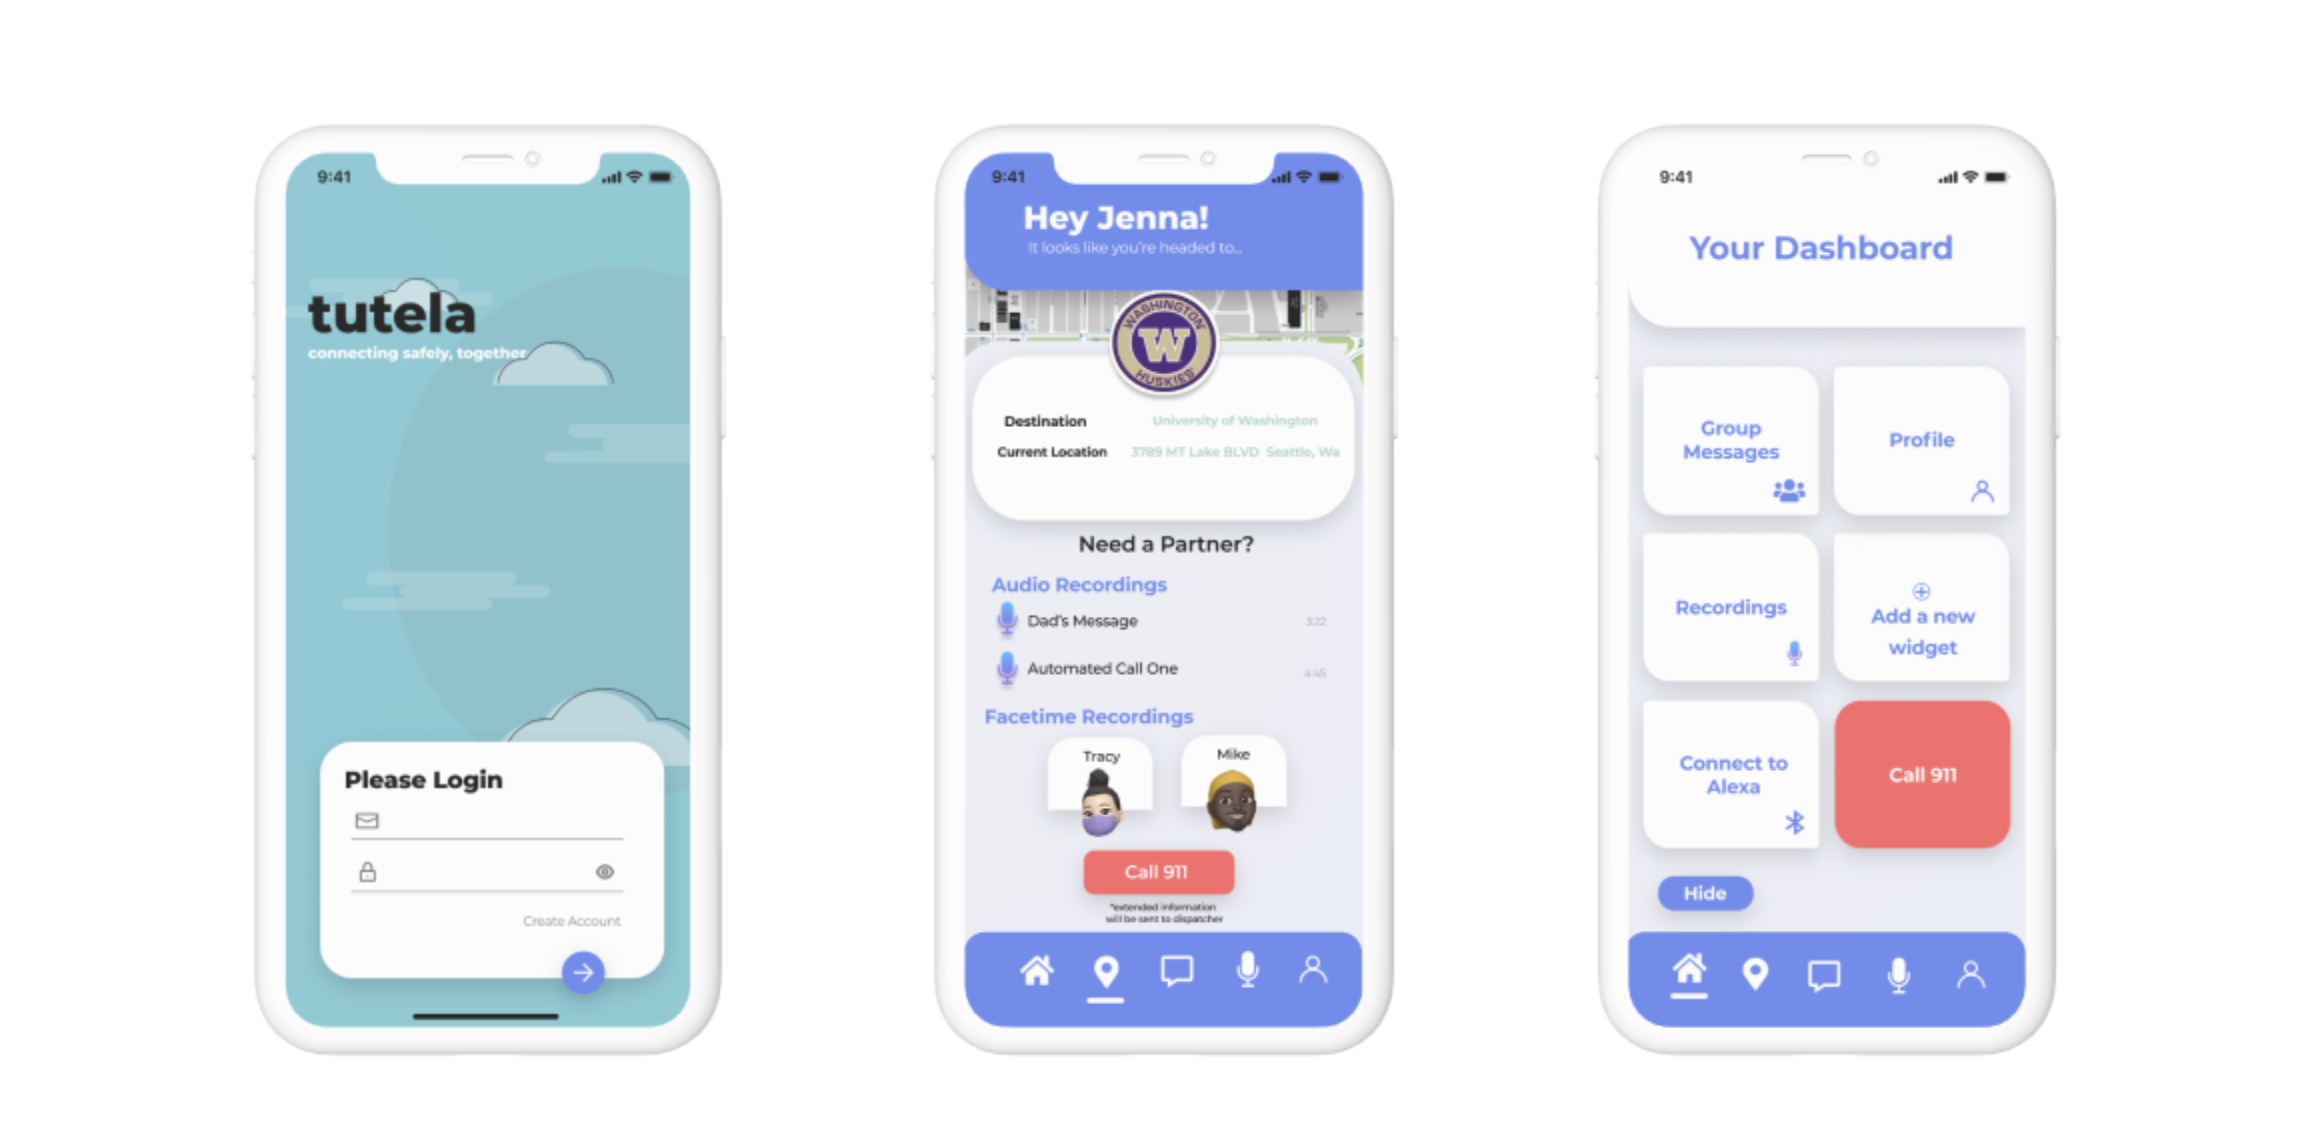 9:41
tutela
connecting safely, together
Please Login
Create Account
9:41
Hey Jenna!
It looks like you're headed to...
WASHINGTON
W
HUSKIES
Destination University of Washington
Current Location 3789 MT Lake BLVD Seattle, Wa
Need a Partner?
Audio Recordings
Dad's Message 3:22
Automated Call One 4:45
Facetime Recordings
Tracy Mike
Call 911
*extended information
will be sent to dispatcher
9:41
Your Dashboard
Group
Messages
Profile
Recordings
Add a new
widget
Connect to
Alexa
Call 911
Hide